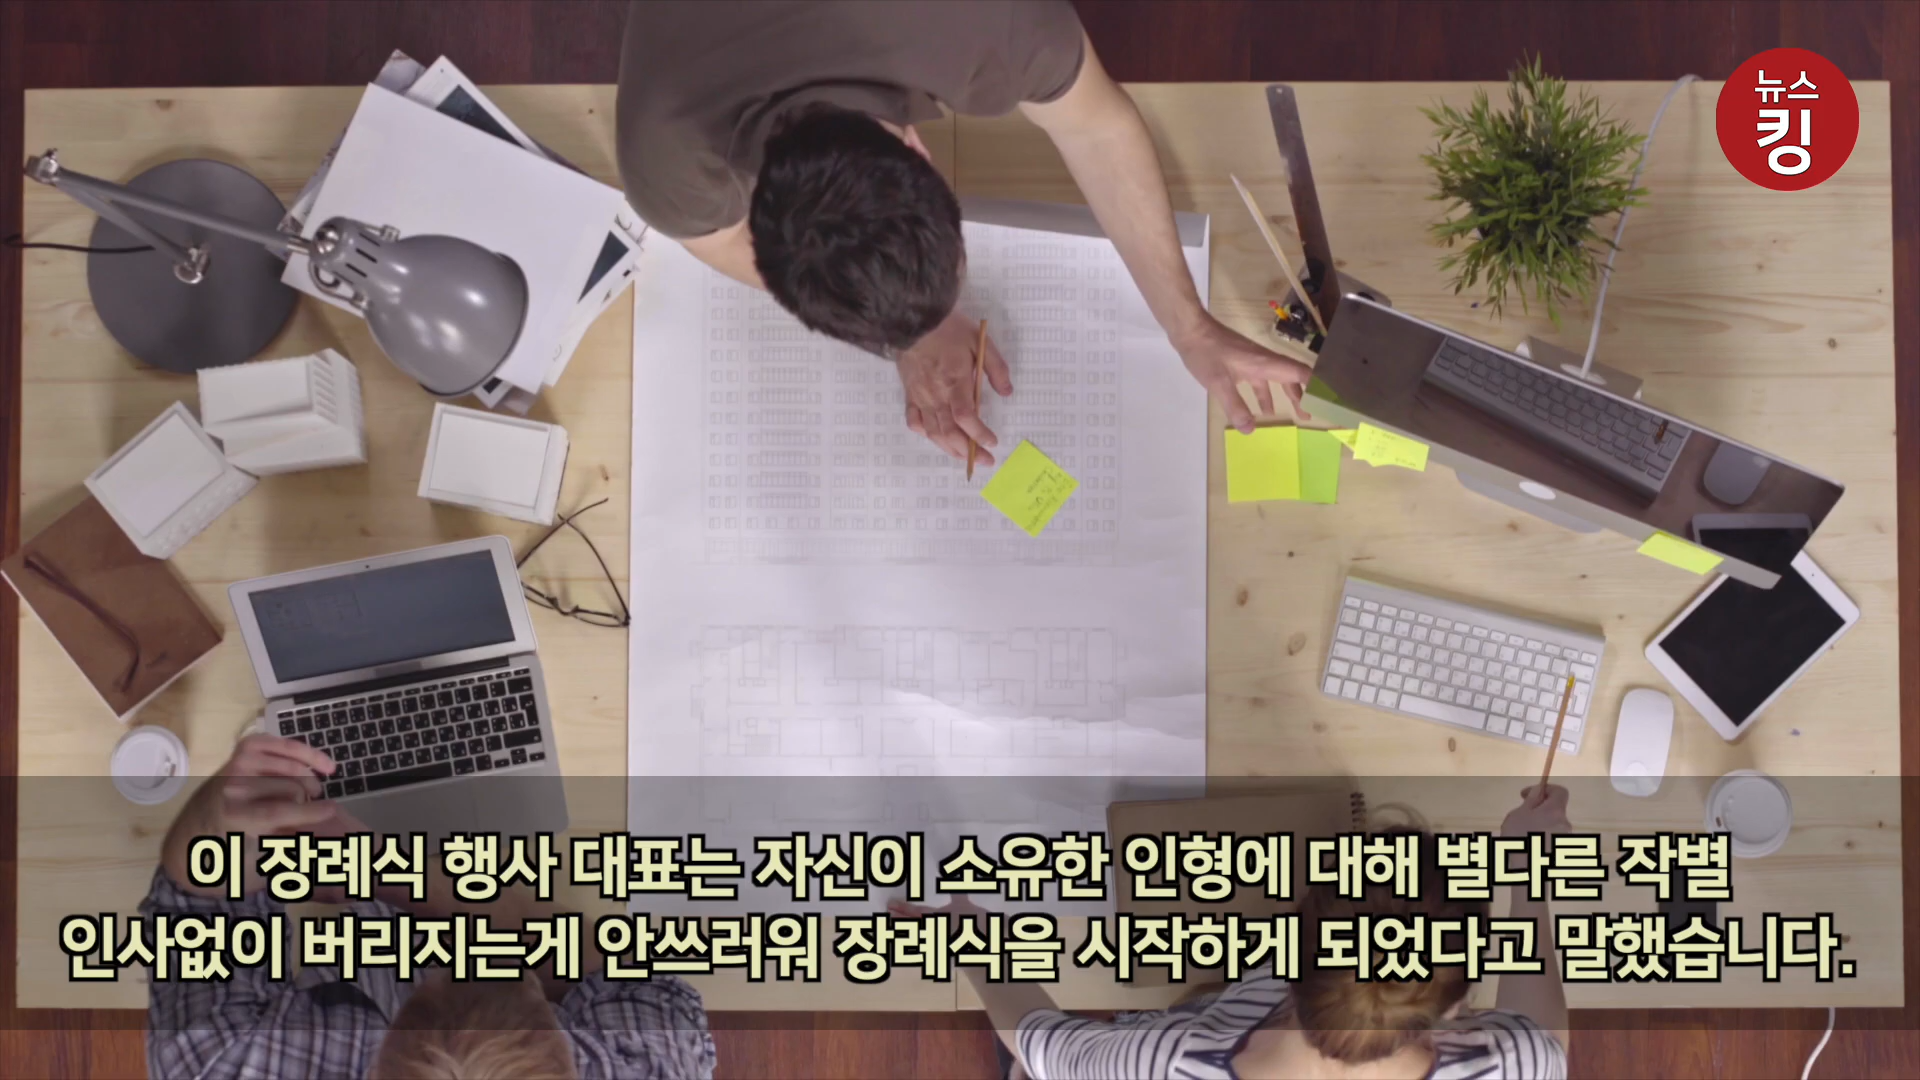 뉴스
킹
이 장례식 행사 대표는 자신이 소유한 인형에 대해 별다른 작별
인사없이 버리지는게 안쓰러워 장례식을 시작하게 되었다고 말했습니다.